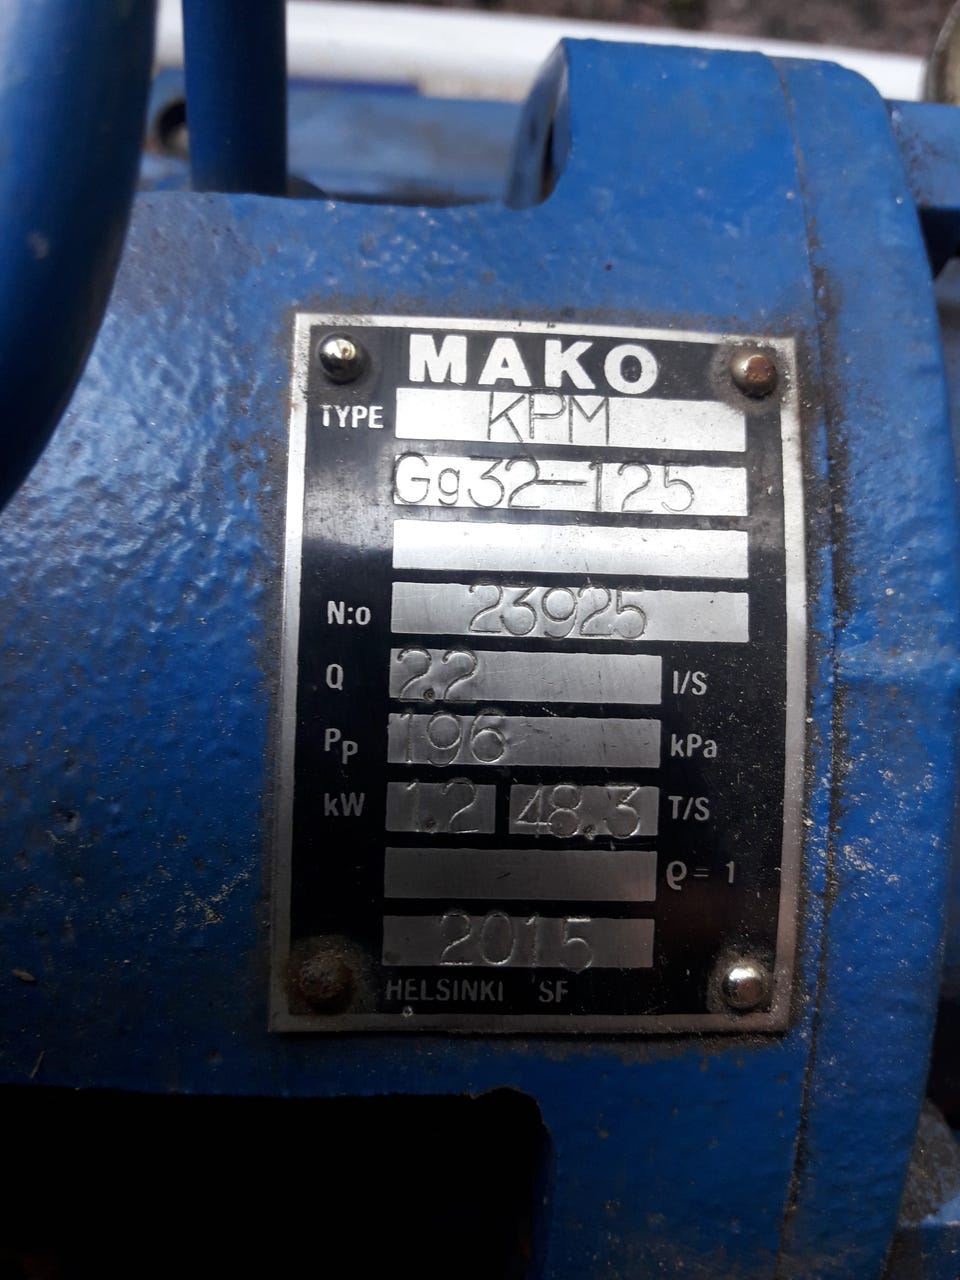 MAKO
TYPE KPM
Gg32-125
N:o 23925
Q 2.2 l/S
Pp 196 kPa
kW 1.2 48.3 T/S
ϱ = 1
2015
HELSINKI SF